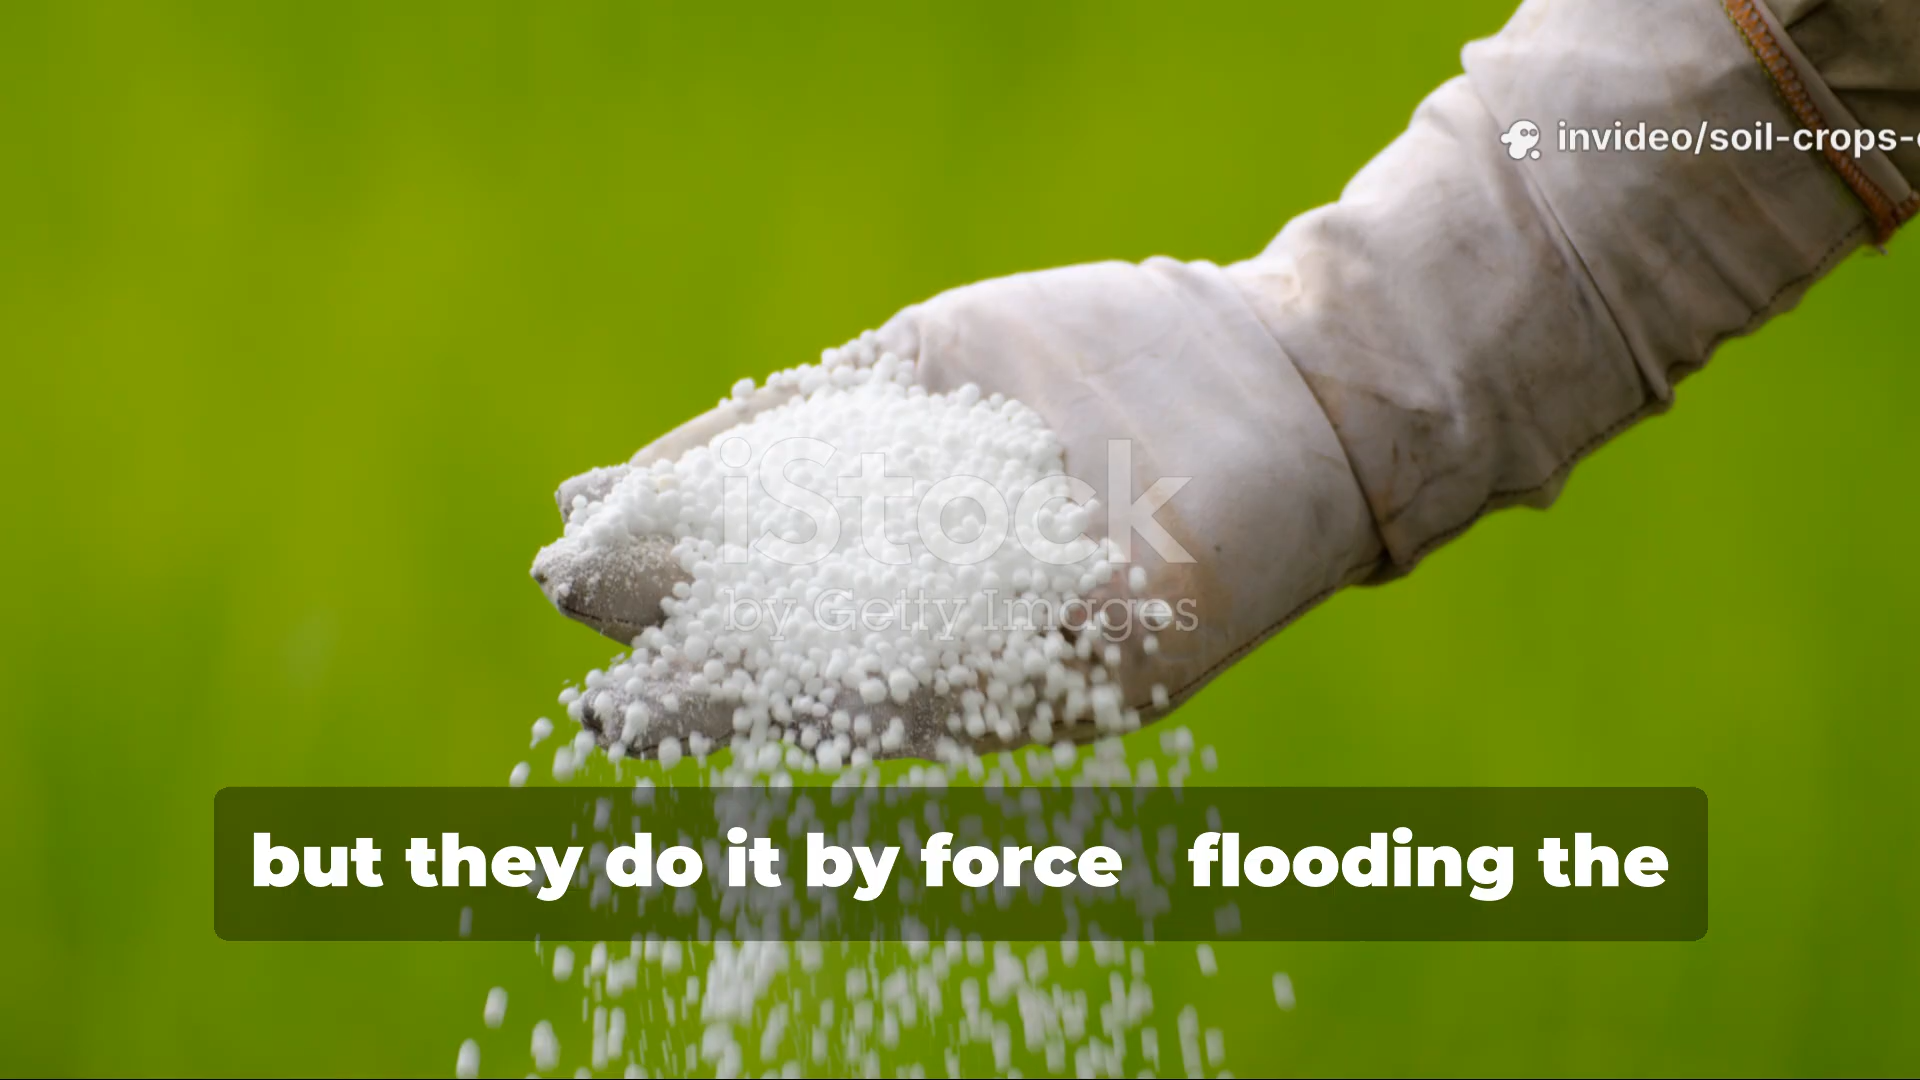 invideo/soil-crops-
iStock
by Getty Images
but they do it by force flooding the